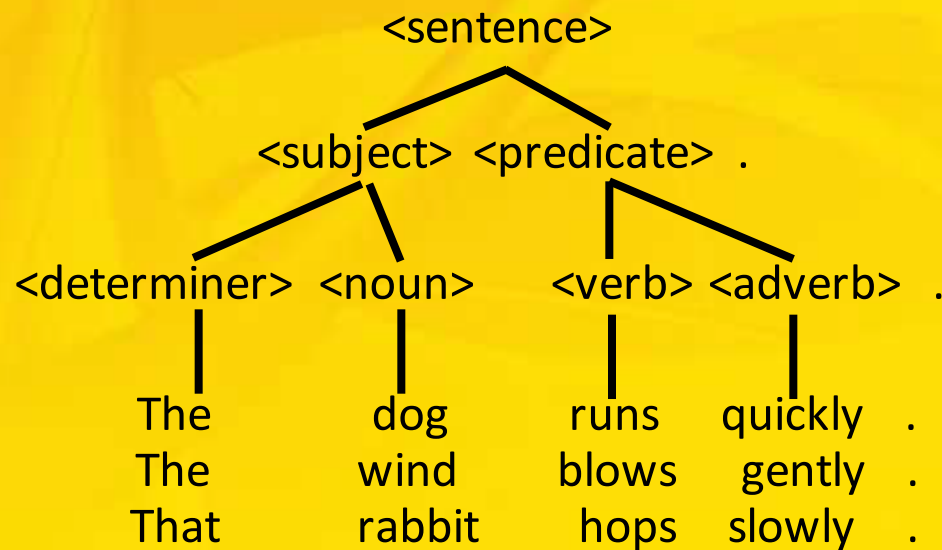 <sentence>
<subject> <predicate> .
<determiner> <noun> <verb> <adverb> .
The dog runs quickly .
The wind blows gently .
That rabbit hops slowly .